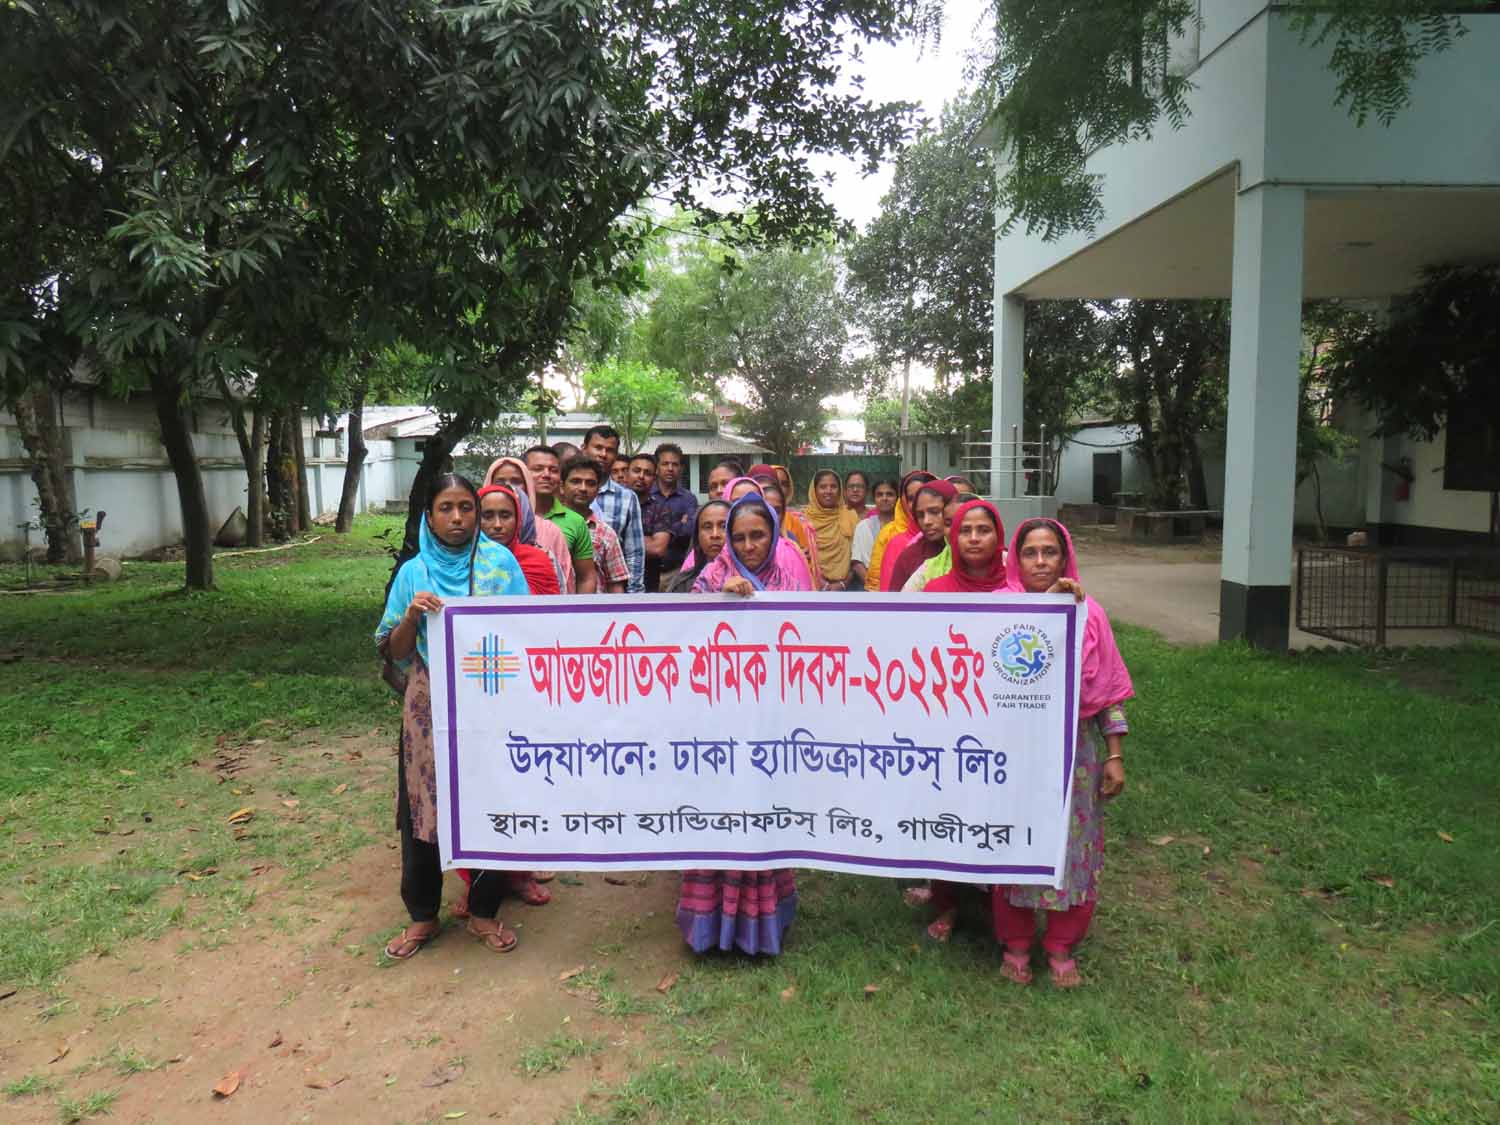 আন্তর্জাতিক শ্রমিক দিবস-২০২২ইং
WORLD FAIR TRADE ORGANIZATION
GUARANTEED
FAIR TRADE
উদ্‌যাপনে: ঢাকা হ্যান্ডিক্রাফটস্ লিঃ
স্থান: ঢাকা হ্যান্ডিক্রাফটস্ লিঃ, গাজীপুর।